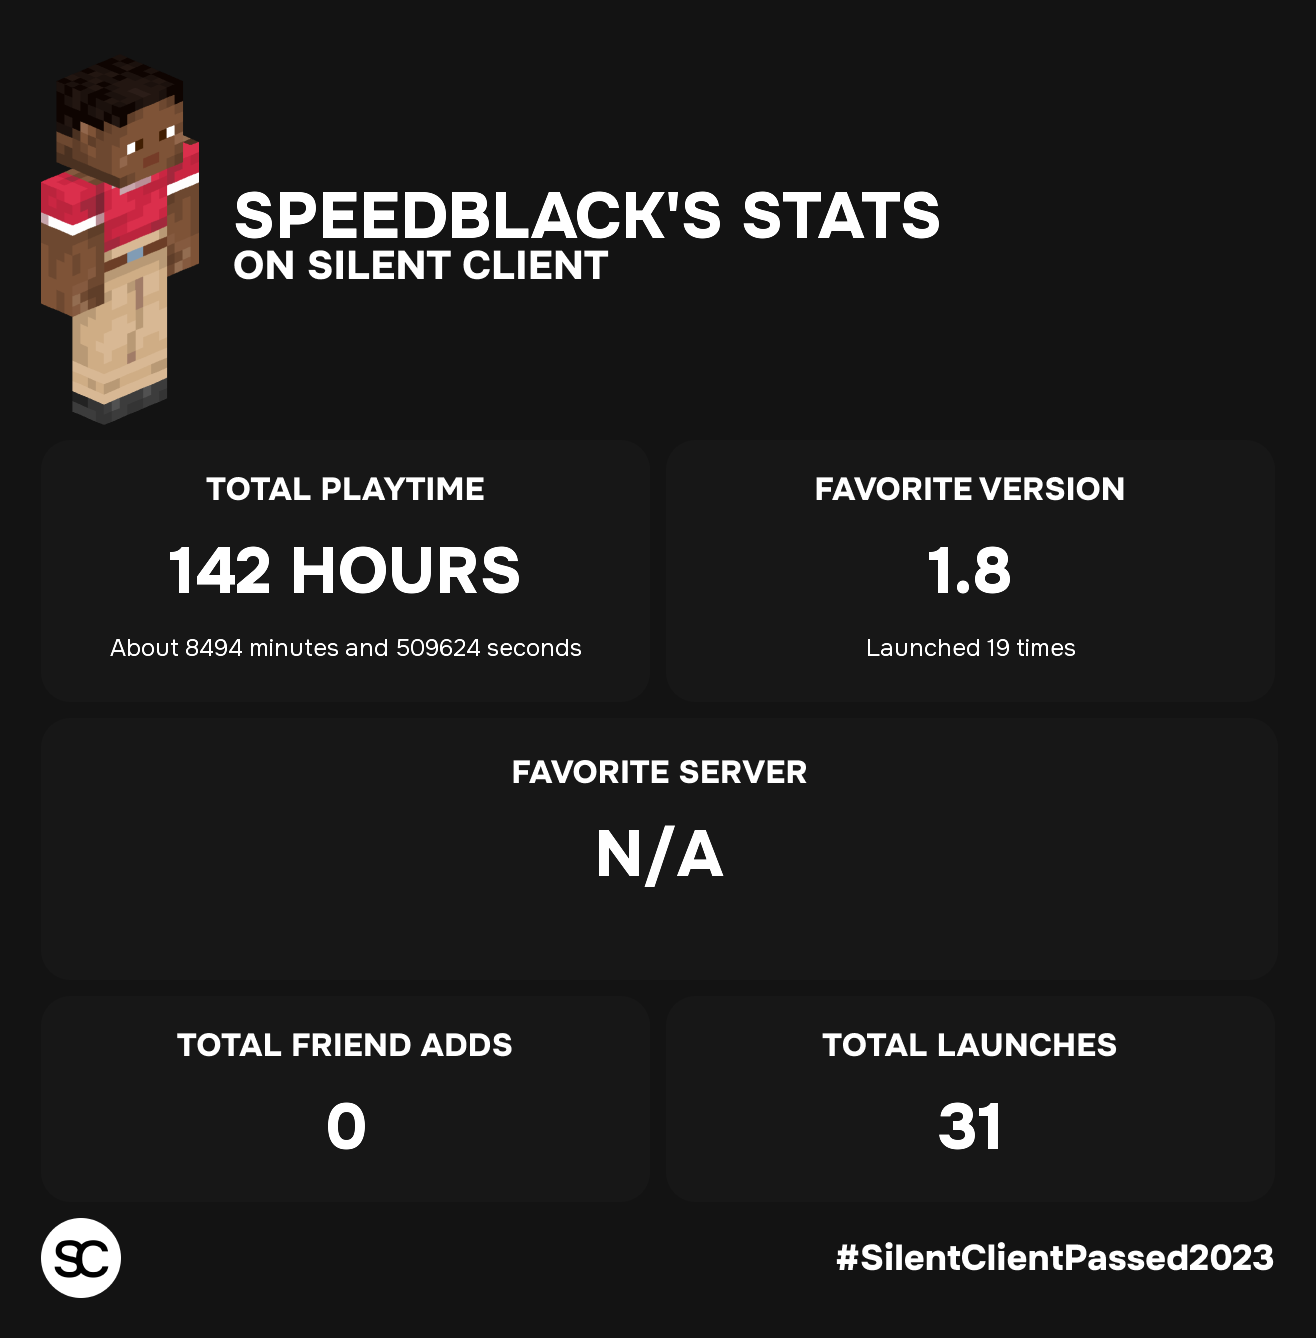 SPEEDBLACK'S STATS
ON SILENT CLIENT
TOTAL PLAYTIME
142 HOURS
About 8494 minutes and 509624 seconds
FAVORITE VERSION
1.8
Launched 19 times
FAVORITE SERVER
N/A
TOTAL FRIEND ADDS
0
TOTAL LAUNCHES
31
SC
#SilentClientPassed2023